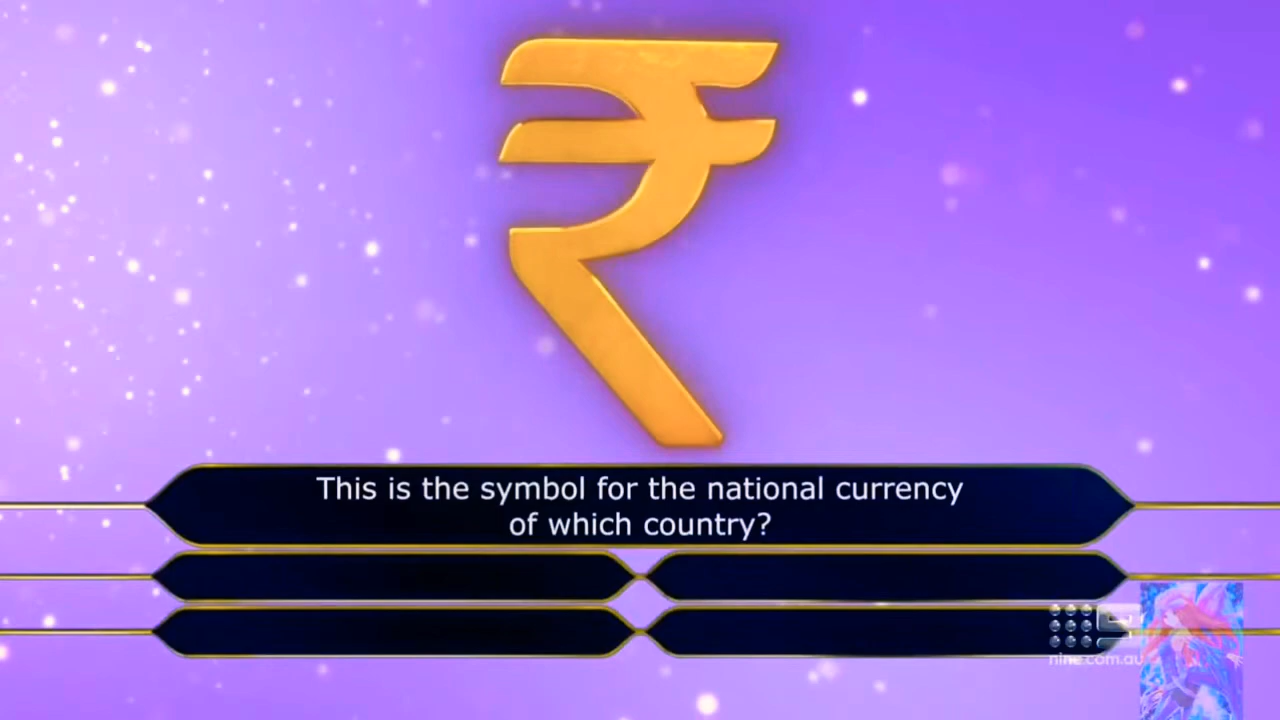 ₹
This is the symbol for the national currency
of which country?
nine.com.au